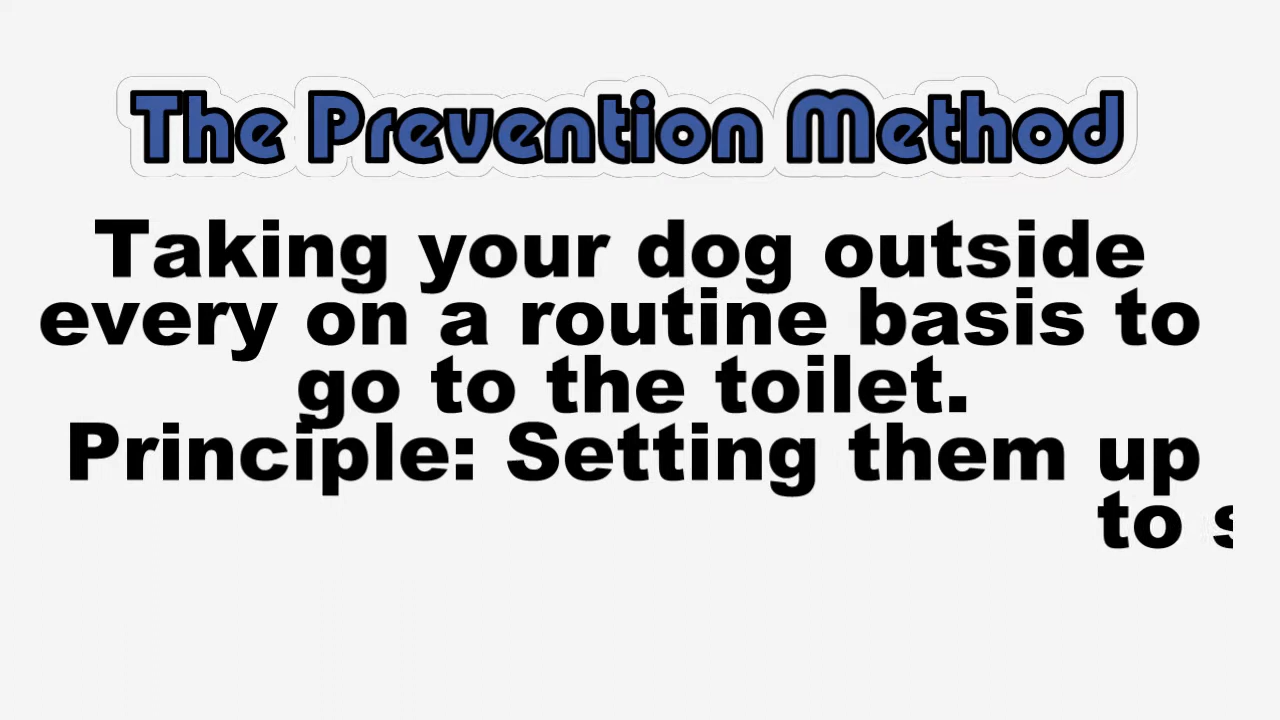 The Prevention Method
Taking your dog outside
every on a routine basis to
go to the toilet.
Principle: Setting them up
to